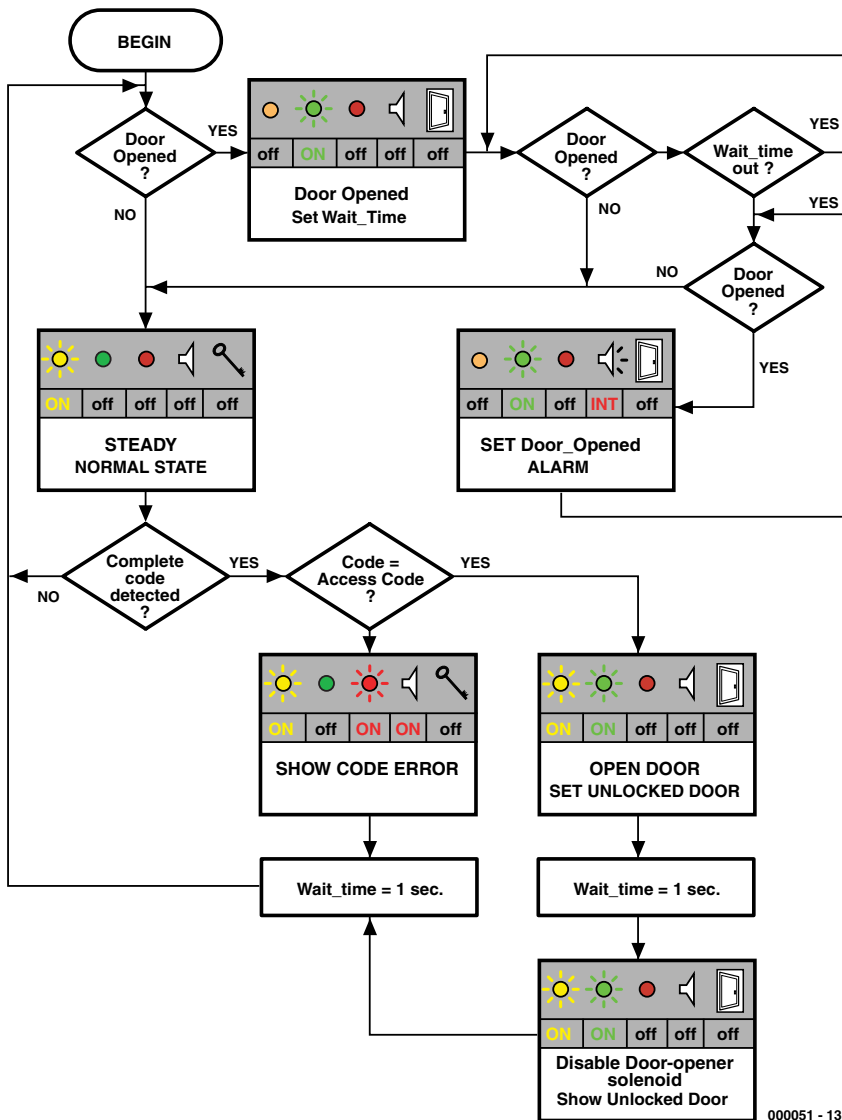 BEGIN
Door
Opened
?
YES
NO
off ON off off off
Door Opened
Set Wait_Time
Door
Opened
?
NO
Wait_time
out ?
YES
YES
Door
Opened
?
NO
YES
ON off off off off
STEADY
NORMAL STATE
off ON off INT off
SET Door_Opened
ALARM
Complete
code
detected
?
NO
YES
Code =
Access Code
?
YES
ON off ON ON off
SHOW CODE ERROR
ON ON off off off
OPEN DOOR
SET UNLOCKED DOOR
Wait_time = 1 sec.
Wait_time = 1 sec.
ON ON off off off
Disable Door-opener
solenoid
Show Unlocked Door
000051 - 13